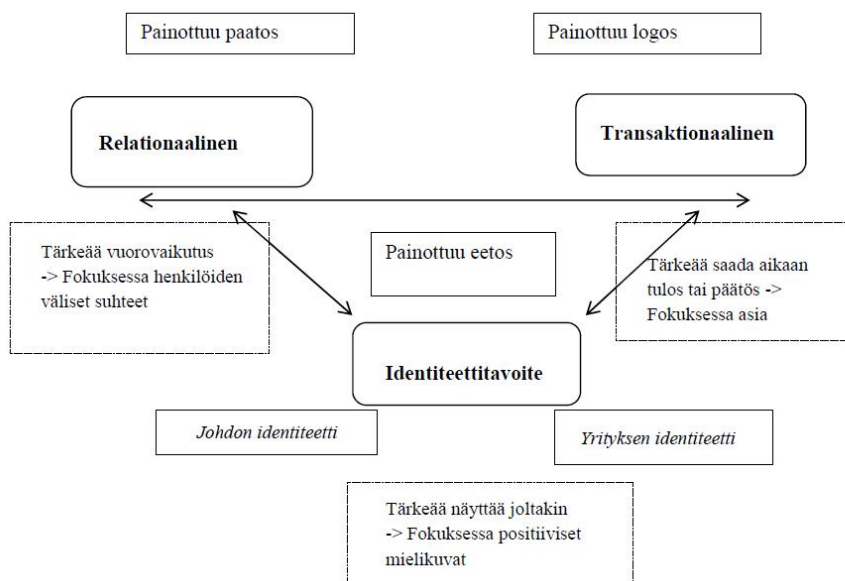 Painottuu paatos
Painottuu logos
Relationaalinen
Transaktionaalinen
Tärkeää vuorovaikutus
-> Fokuksessa henkilöiden
väliset suhteet
Painottuu eetos
Tärkeää saada aikaan
tulos tai päätös ->
Fokuksessa asia
Identiteettitavoite
Johdon identiteetti
Yrityksen identiteetti
Tärkeää näyttää joltakin
-> Fokuksessa positiiviset
mielikuvat